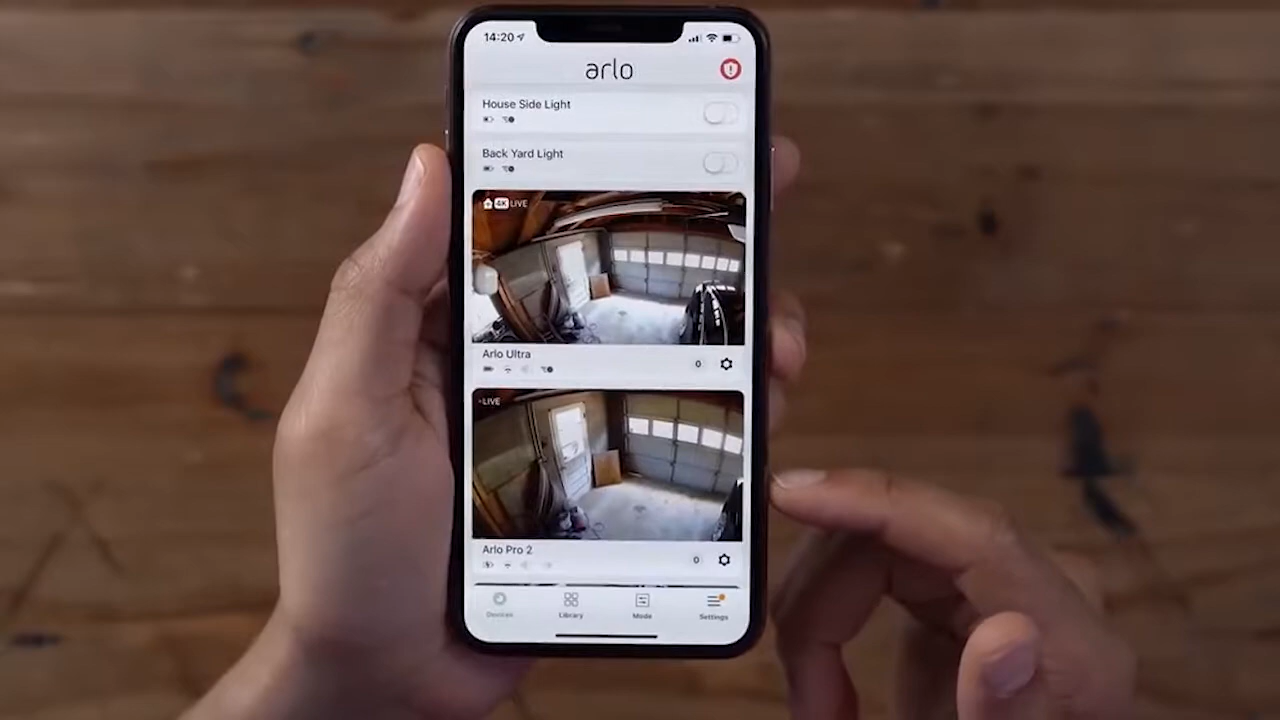 14:20
arlo
House Side Light
Back Yard Light
4K LIVE
Arlo Ultra
0
LIVE
Arlo Pro 2
0
Devices Library Mode Settings